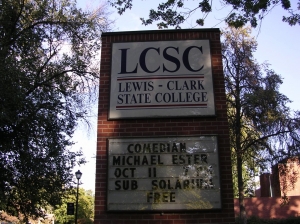 LCSC
LEWIS - CLARK
STATE COLLEGE
COMEDIAN
MICHAEL ESTER
OCT 11
SUB SOLARIUM
FREE